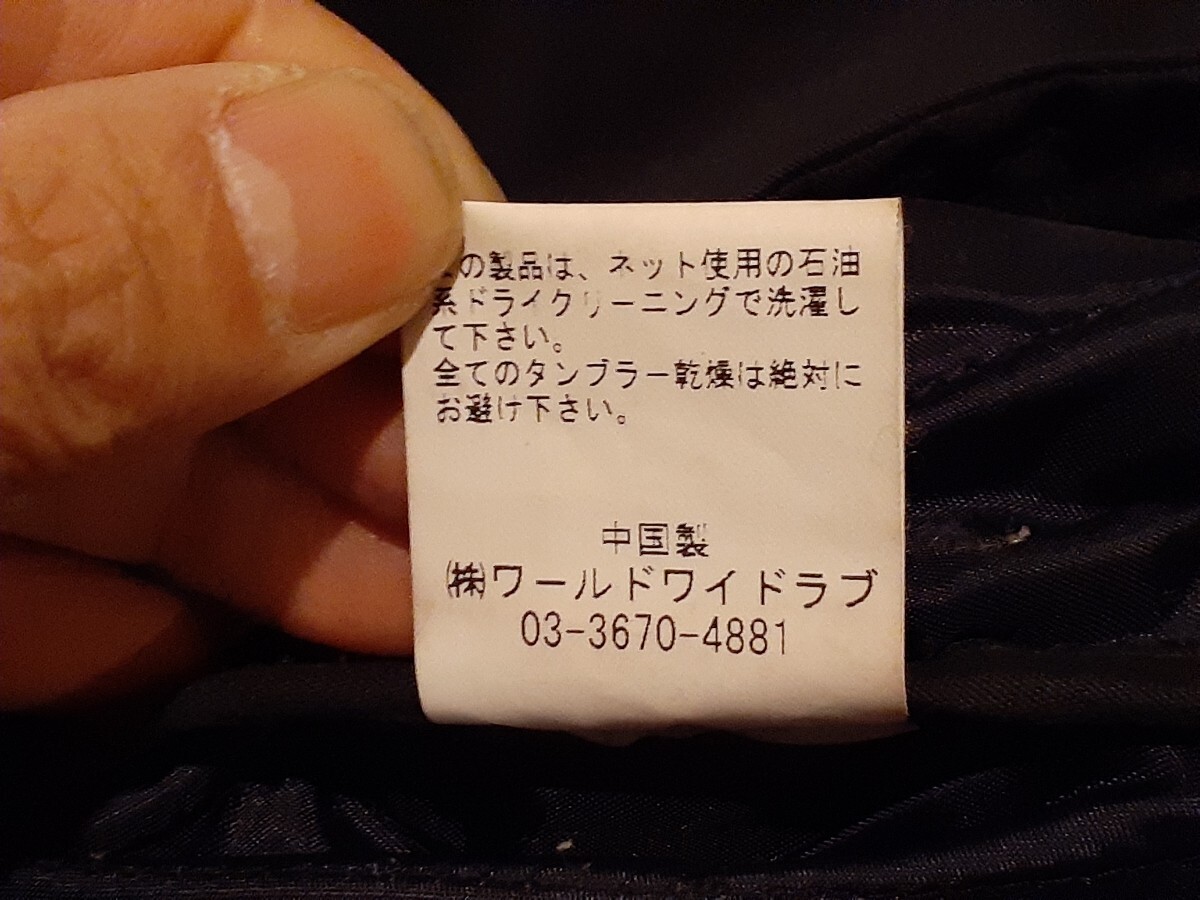 この製品は、ネット使用の石油
系ドライクリーニングで洗濯し
て下さい。
全てのタンブラー乾燥は絶対に
お避け下さい。
中国製
㈱ワールドワイドラブ
03-3670-4881